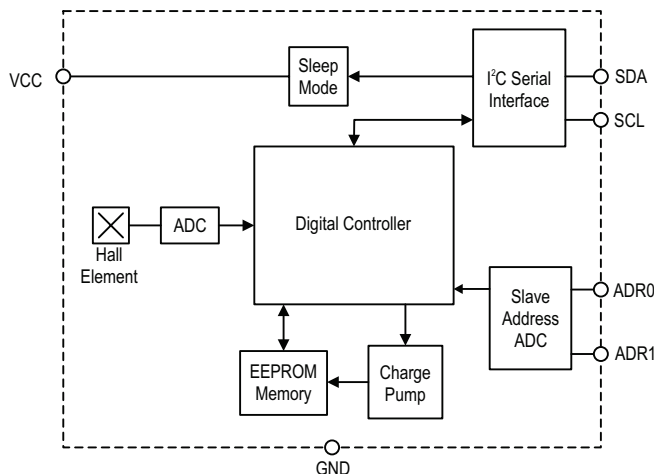 VCC
Sleep
Mode
I²C Serial
Interface
SDA
SCL
Digital Controller
ADC
Hall
Element
Slave
Address
ADC
ADR0
ADR1
EEPROM
Memory
Charge
Pump
GND